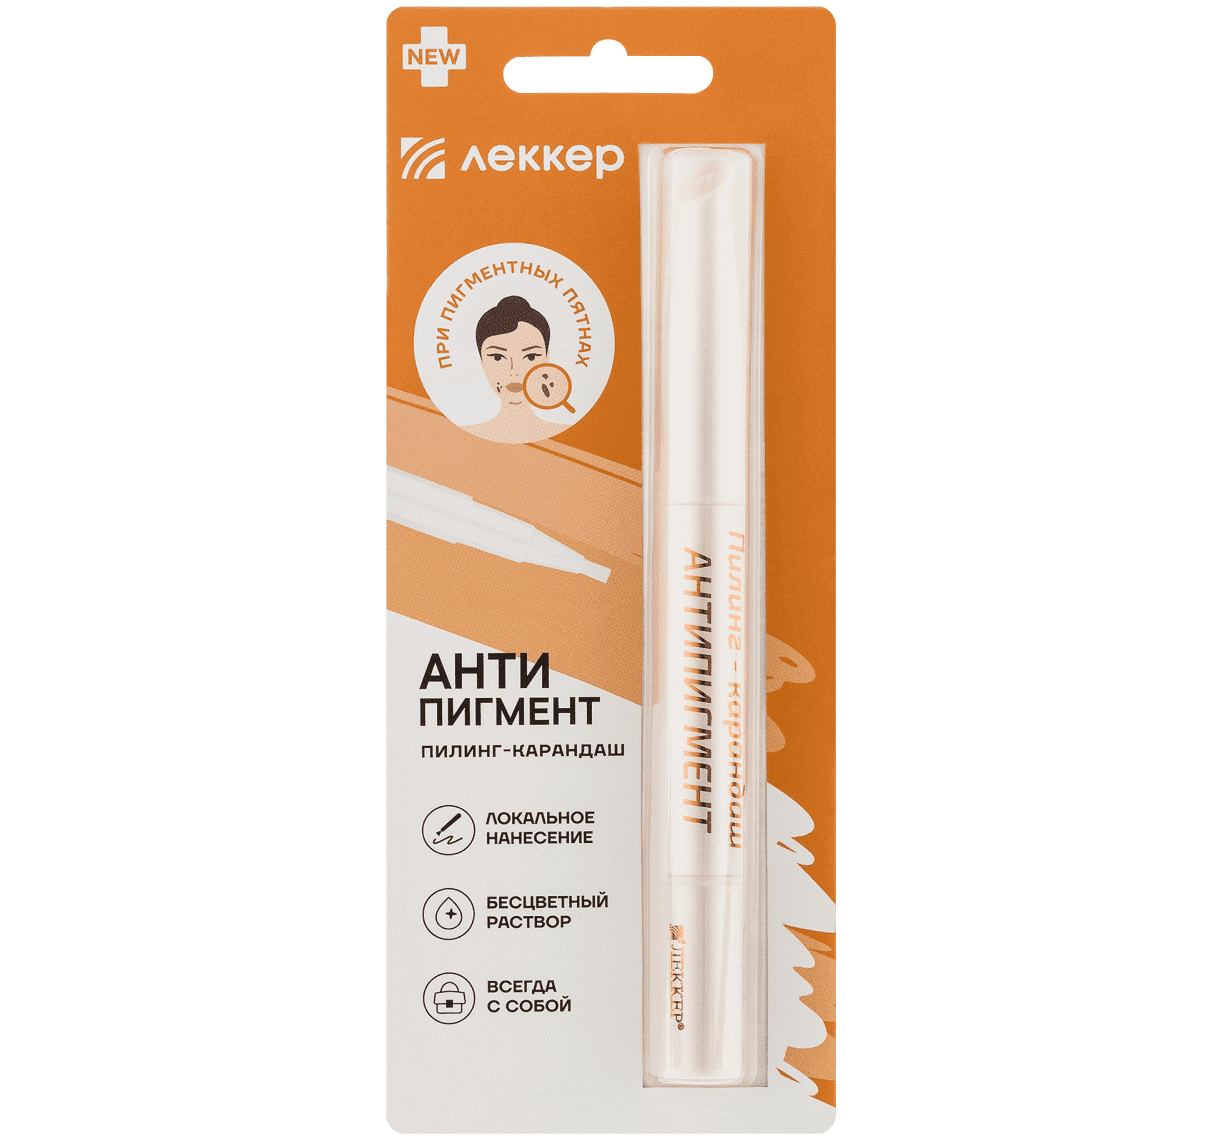 NEW
леккер
ПРИ ПИГМЕНТНЫХ ПЯТНАХ
АНТИ
ПИГМЕНТ
ПИЛИНГ-КАРАНДАШ
ЛОКАЛЬНОЕ
НАНЕСЕНИЕ
БЕСЦВЕТНЫЙ
РАСТВОР
ВСЕГДА
С СОБОЙ
Пилинг - карандаш
АНТИПИГМЕНТ
ЛЕККЕР®